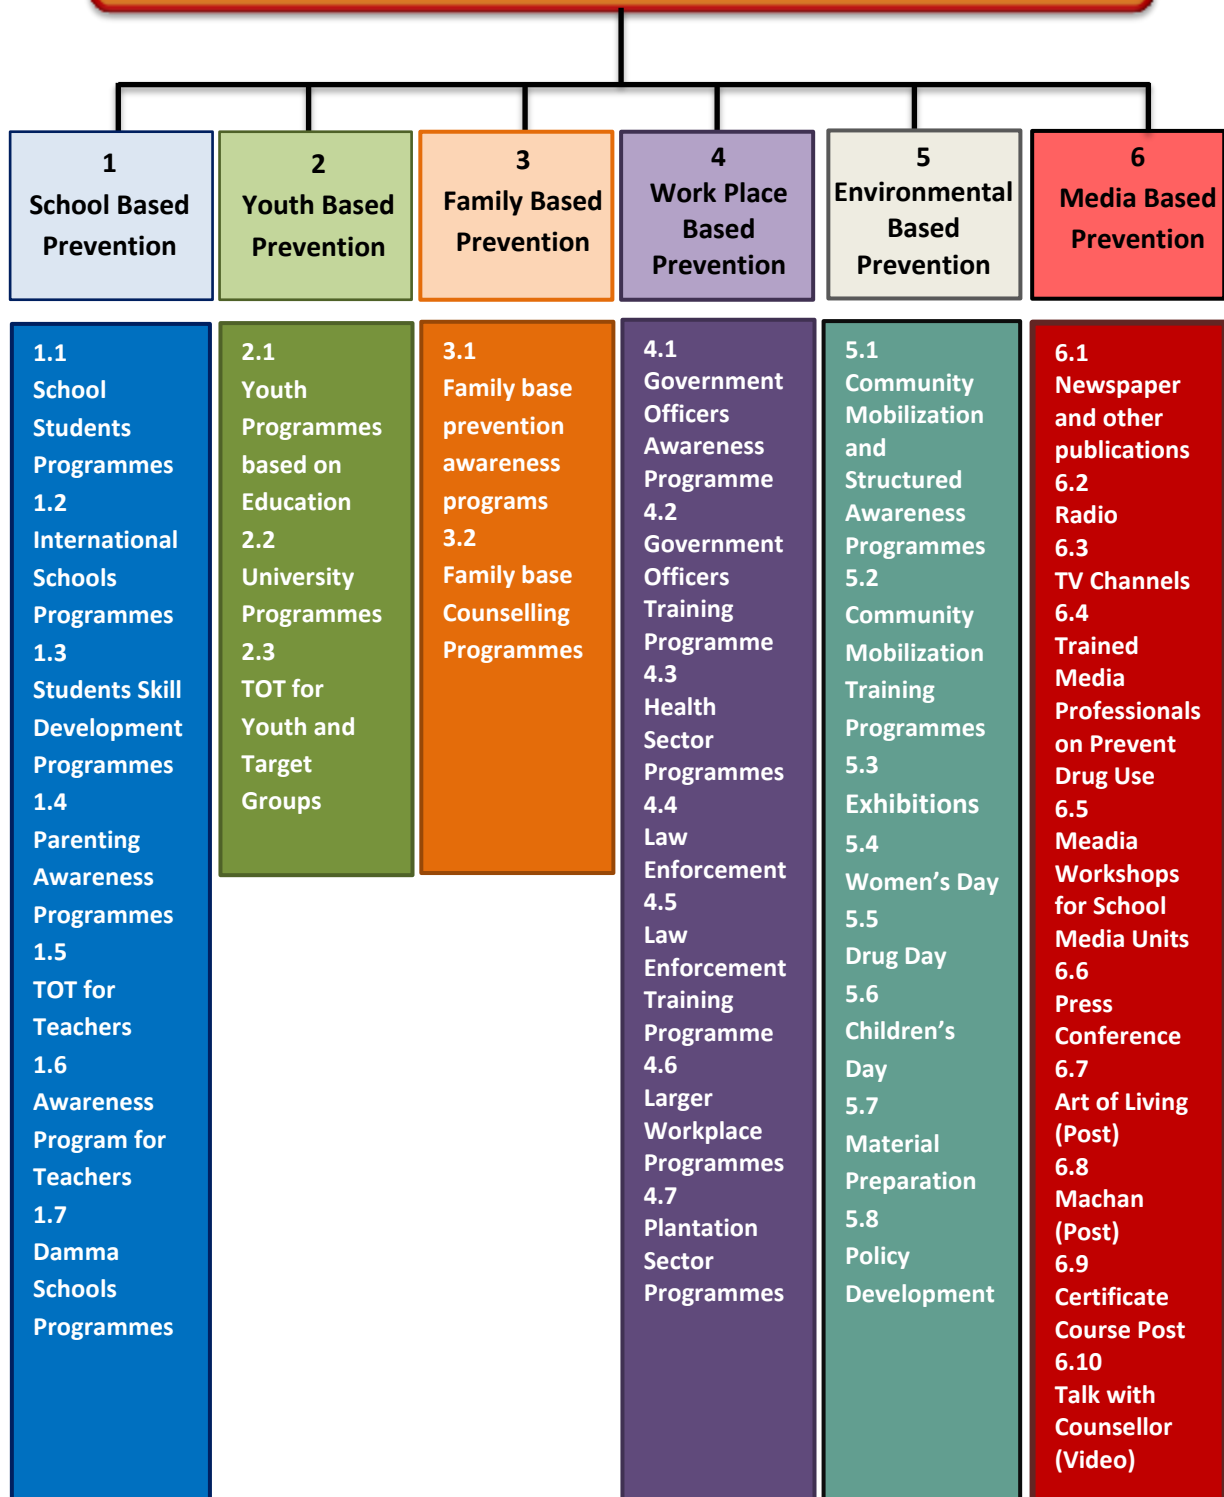 1
School Based
Prevention
2
Youth Based
Prevention
3
Family Based
Prevention
4
Work Place
Based
Prevention
5
Environmental
Based
Prevention
6
Media Based
Prevention
1.1
School
Students
Programmes
1.2
International
Schools
Programmes
1.3
Students Skill
Development
Programmes
1.4
Parenting
Awareness
Programmes
1.5
TOT for
Teachers
1.6
Awareness
Program for
Teachers
1.7
Damma
Schools
Programmes
2.1
Youth
Programmes
based on
Education
2.2
University
Programmes
2.3
TOT for
Youth and
Target
Groups
3.1
Family base
prevention
awareness
programs
3.2
Family base
Counselling
Programmes
4.1
Government
Officers
Awareness
Programme
4.2
Government
Officers
Training
Programme
4.3
Health
Sector
Programmes
4.4
Law
Enforcement
4.5
Law
Enforcement
Training
Programme
4.6
Larger
Workplace
Programmes
4.7
Plantation
Sector
Programmes
5.1
Community
Mobilization
and
Structured
Awareness
Programmes
5.2
Community
Mobilization
Training
Programmes
5.3
Exhibitions
5.4
Women’s Day
5.5
Drug Day
5.6
Children’s
Day
5.7
Material
Preparation
5.8
Policy
Development
6.1
Newspaper
and other
publications
6.2
Radio
6.3
TV Channels
6.4
Trained
Media
Professionals
on Prevent
Drug Use
6.5
Meadia
Workshops
for School
Media Units
6.6
Press
Conference
6.7
Art of Living
(Post)
6.8
Machan
(Post)
6.9
Certificate
Course Post
6.10
Talk with
Counsellor
(Video)